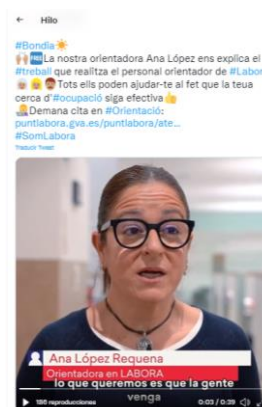 ← Hilo
#Bondia☀
🙌🆓La nostra orientadora Ana López ens explica el
#treball que realitza el personal orientador de #Labor
Tots ells poden ajudar-te al fet que la teua
cerca d'#ocupació siga efectiva👍
Demana cita en #Orientació:
puntlabora.gva.es/puntlabora/ate...
#SomLabora
Traducir Tweet
Ana López Requena
Orientadora en LABORA
lo que queremos es que la gente
venga
186 reproducciones
0:03 / 0:39